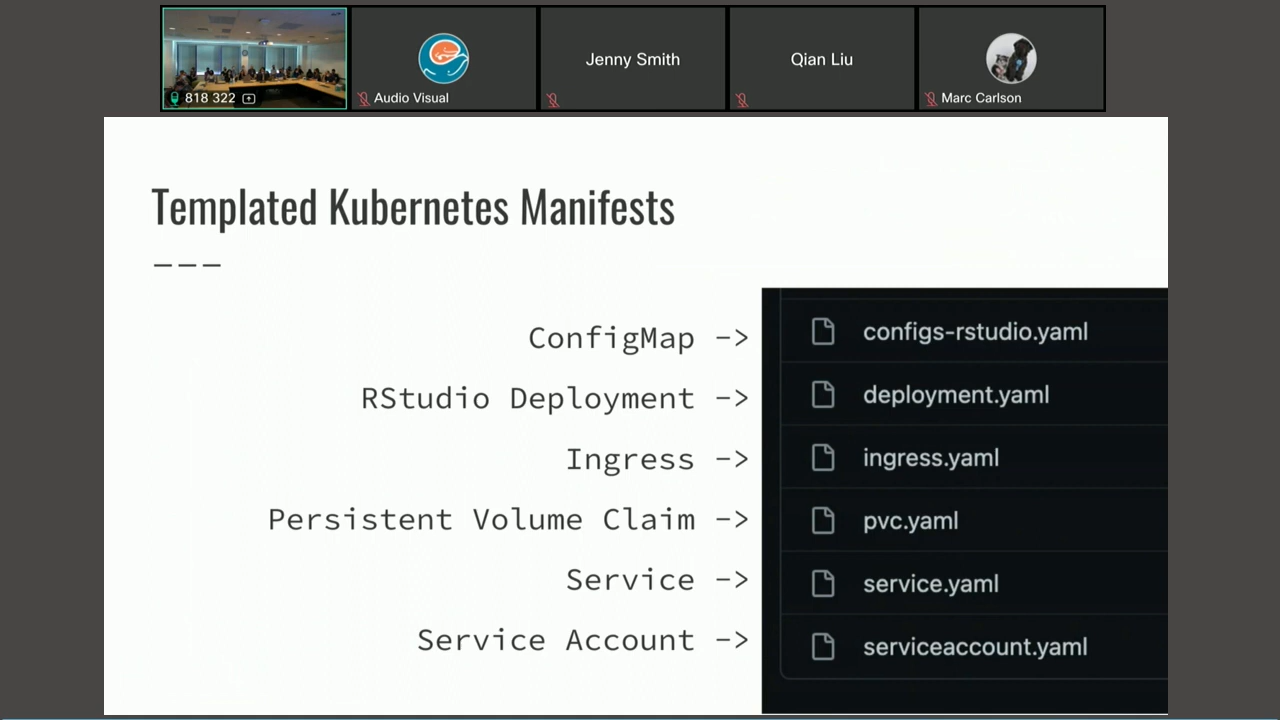 818 322
Audio Visual
Jenny Smith
Qian Liu
Marc Carlson
Templated Kubernetes Manifests
ConfigMap ->
configs-rstudio.yaml
RStudio Deployment ->
deployment.yaml
Ingress ->
ingress.yaml
Persistent Volume Claim ->
pvc.yaml
Service ->
service.yaml
Service Account ->
serviceaccount.yaml